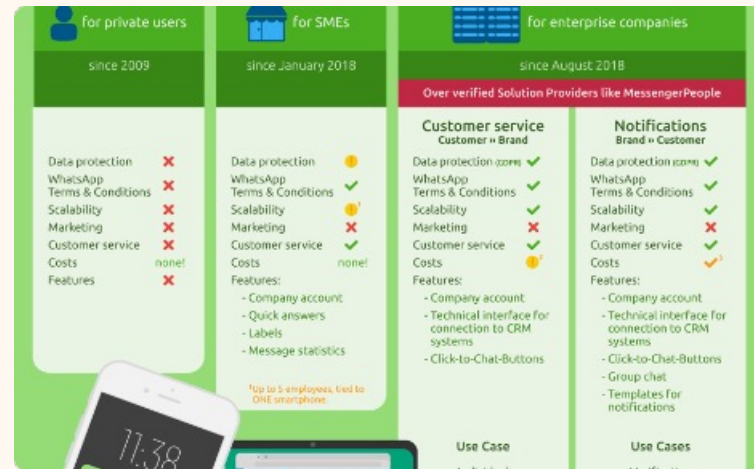 for private users
since 2009
Data protection
WhatsApp
Terms & Conditions
Scalability
Marketing
Customer service
Costs none!
Features
for SMEs
since January 2018
Data protection
WhatsApp
Terms & Conditions
Scalability 1
Marketing
Customer service
Costs none!
Features:
- Company account
- Quick answers
- Labels
- Message statistics
1Up to 5 employees, tied to
ONE smartphone.
for enterprise companies
since August 2018
Over verified Solution Providers like MessengerPeople
Customer service
Customer » Brand
Data protection (GDPR)
WhatsApp
Terms & Conditions
Scalability
Marketing
Customer service
Costs 2
Features:
- Company account
- Technical interface for
connection to CRM
systems
- Click-to-Chat-Buttons
Use Case
Notifications
Brand » Customer
Data protection (GDPR)
WhatsApp
Terms & Conditions
Scalability
Marketing
Customer service
Costs 3
Features:
- Company account
- Technical interface for
connection to CRM
systems
- Click-to-Chat-Buttons
- Group chat
- Templates for
notifications
Use Cases
11:38